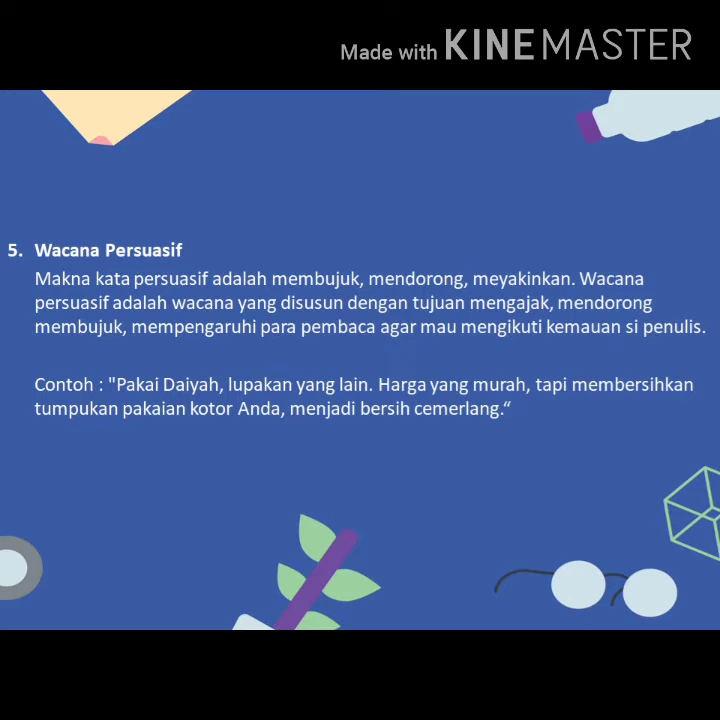 Made with KINEMASTER
5. Wacana Persuasif
Makna kata persuasif adalah membujuk, mendorong, meyakinkan. Wacana
persuasif adalah wacana yang disusun dengan tujuan mengajak, mendorong
membujuk, mempengaruhi para pembaca agar mau mengikuti kemauan si penulis.
Contoh : "Pakai Daiyah, lupakan yang lain. Harga yang murah, tapi membersihkan
tumpukan pakaian kotor Anda, menjadi bersih cemerlang.“